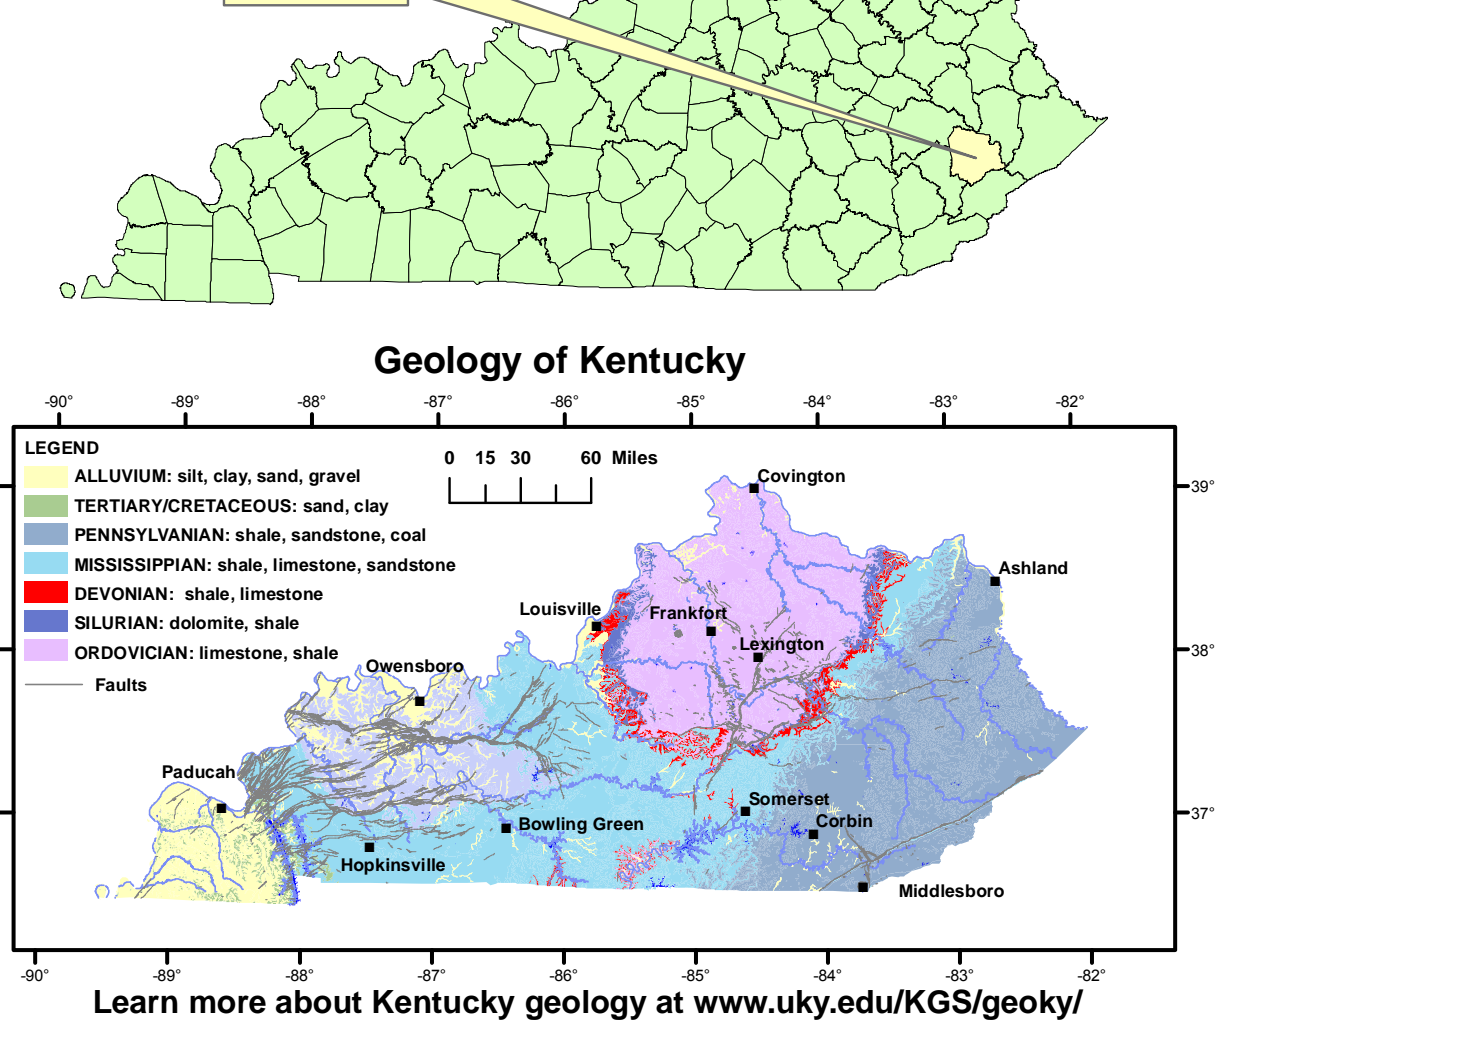 Geology of Kentucky
-90° -89° -88° -87° -86° -85° -84° -83° -82°
LEGEND
ALLUVIUM: silt, clay, sand, gravel
TERTIARY/CRETACEOUS: sand, clay
PENNSYLVANIAN: shale, sandstone, coal
MISSISSIPPIAN: shale, limestone, sandstone
DEVONIAN: shale, limestone
SILURIAN: dolomite, shale
ORDOVICIAN: limestone, shale
Faults
0 15 30 60 Miles
Covington
39°
Ashland
Louisville
Frankfort
Lexington
38°
Owensboro
Paducah
Somerset
37°
Bowling Green
Corbin
Hopkinsville
Middlesboro
-90° -89° -88° -87° -86° -85° -84° -83° -82°
Learn more about Kentucky geology at www.uky.edu/KGS/geoky/